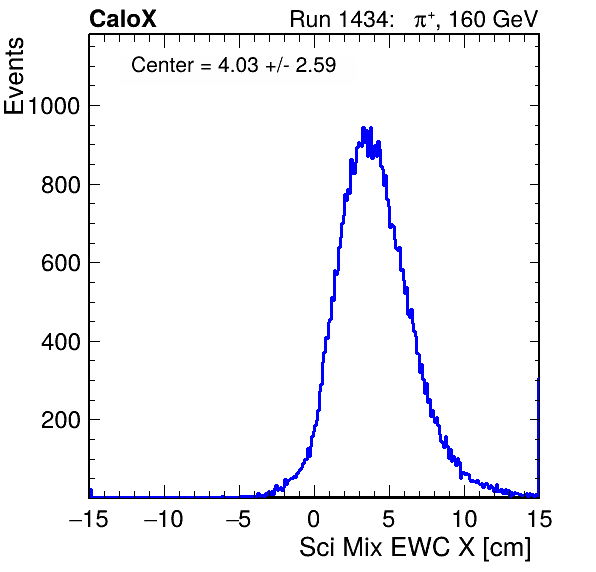 CaloX
Run 1434: π⁺, 160 GeV
Center = 4.03 +/- 2.59
Events
1000
800
600
400
200
−15 −10 −5 0 5 10 15
Sci Mix EWC X [cm]